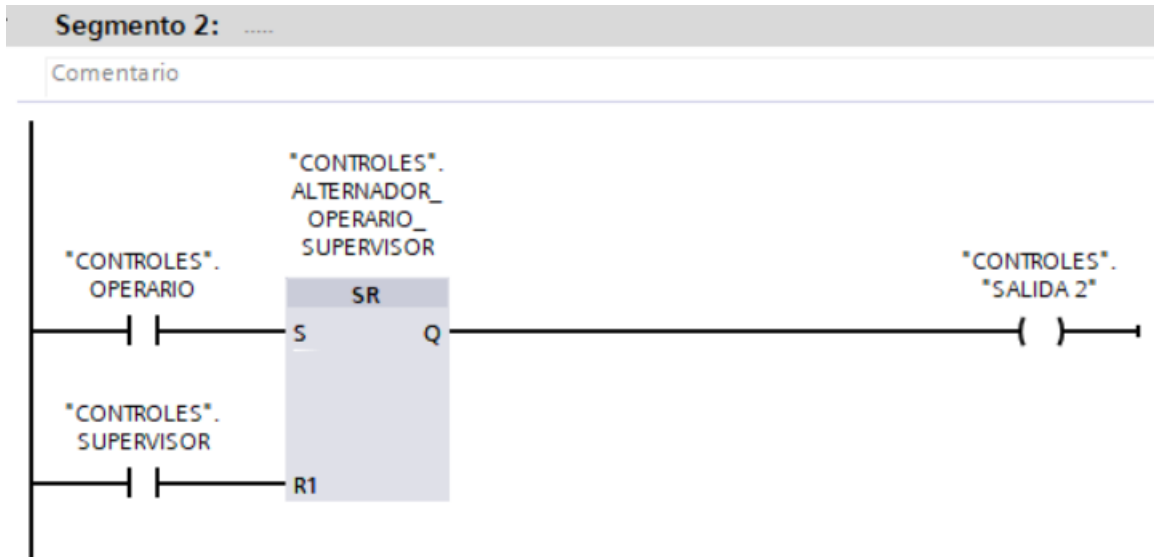 Segmento 2: .....
Comentario
"CONTROLES".
ALTERNADOR_
OPERARIO_
SUPERVISOR
"CONTROLES".
OPERARIO
"CONTROLES".
"SALIDA 2"
SR
S
Q
"CONTROLES".
SUPERVISOR
R1